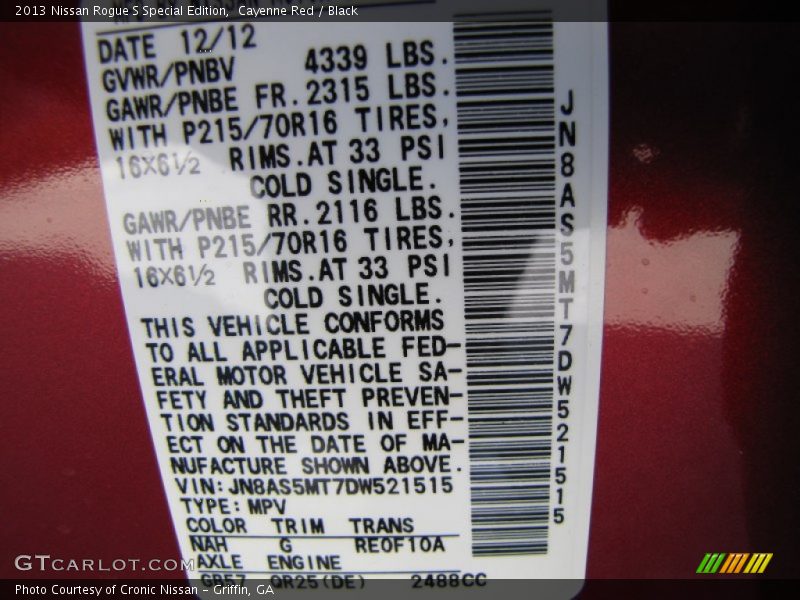 2013 Nissan Rogue S Special Edition,  Cayenne Red / Black
DATE 12/12
GVWR/PNBV 4339 LBS.
GAWR/PNBE FR. 2315 LBS.
WITH P215/70R16 TIRES,
16X6½ RIMS. AT 33 PSI
COLD SINGLE.
GAWR/PNBE RR. 2116 LBS.
WITH P215/70R16 TIRES,
16X6½ RIMS. AT 33 PSI
COLD SINGLE.
THIS VEHICLE CONFORMS
TO ALL APPLICABLE FED-
ERAL MOTOR VEHICLE SA-
FETY AND THEFT PREVEN-
TION STANDARDS IN EFF-
ECT ON THE DATE OF MA-
NUFACTURE SHOWN ABOVE.
VIN: JN8AS5MT7DW521515
TYPE: MPV
COLOR TRIM TRANS
NAH G RE0F10A
AXLE ENGINE
GB57 QR25(DE) 2488CC
JN8AS5MT7DW521515
GTCARLOT.COM
Photo Courtesy of Cronic Nissan - Griffin, GA